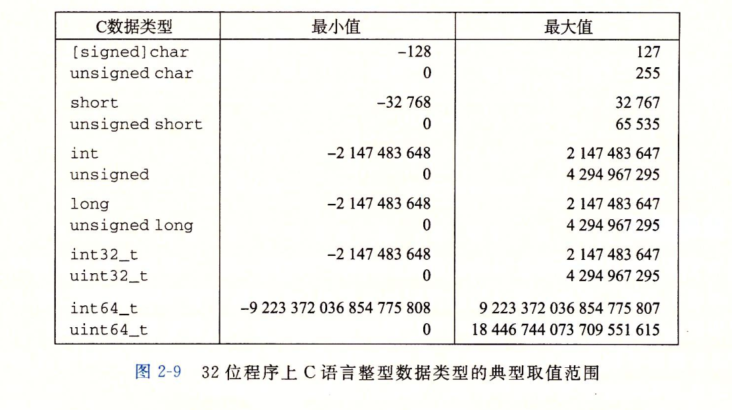 C数据类型 最小值 最大值
[signed]char -128 127
unsigned char 0 255
short -32 768 32 767
unsigned short 0 65 535
int -2 147 483 648 2 147 483 647
unsigned 0 4 294 967 295
long -2 147 483 648 2 147 483 647
unsigned long 0 4 294 967 295
int32_t -2 147 483 648 2 147 483 647
uint32_t 0 4 294 967 295
int64_t -9 223 372 036 854 775 808 9 223 372 036 854 775 807
uint64_t 0 18 446 744 073 709 551 615
图 2-9 32 位程序上 C 语言整型数据类型的典型取值范围